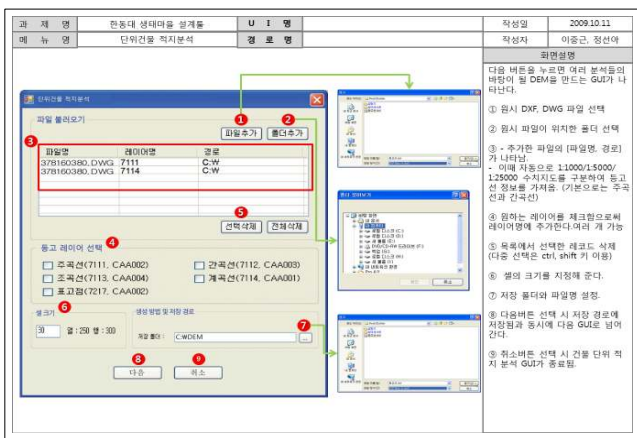 과 제 명 한동대 생태마을 설계툴 U I 명 작성일 2009.10.11
메 뉴 명 단위건물 적지분석 경 로 명 작성자 이중근, 정선아
화면설명
단위건물 적지분석
파일 불러오기
1 2
파일추가 폴더추가
3
파일명 레이어명 경로
378160380,DWG 7111 C:\
378160380,DWG 7114 C:\
5
선택삭제 전체삭제
등고 레이어 선택 4
주곡선(7111, CAA002) 간곡선(7112, CAA003)
조곡선(7113, CAA004) 계곡선(7114, CAA001)
표고점(7217, CAA002)
6
셀크기 생성 방법 및 저장 경로
7
30 열 : 250 행 : 300 저장 폴더 : C:\DEM ...
8 9
다음 취소
다음 버튼을 누르면 여러 분석들의
바탕이 될 DEM을 만드는 GUI가 나
타난다.
① 원시 DXF, DWG 파일 선택
② 원시 파일이 위치한 폴더 선택
③ - 추가한 파일의 [파일명, 경로]
가 나타남.
- 이때 자동으로 1:1000/1:5000/
1:25000 수치지도를 구분하여 등고
선 정보를 가져옴. (기본으로는 주곡
선과 간곡선)
④ 원하는 레이어를 체크함으로써
레이어명에 추가한다.여러 개 가능
⑤ 목록에서 선택한 레코드 삭제
(다중 선택은 ctrl, shift 키 이용)
⑥ 셀의 크기를 지정해 준다.
⑦ 저장 폴더와 파일명 설정.
⑧ 다음버튼 선택 시 저장 경로에
저장됨과 동시에 다음 GUI로 넘어
간다.
⑨ 취소버튼 선택 시 건물 단위 적
지 분석 GUI가 종료됨.